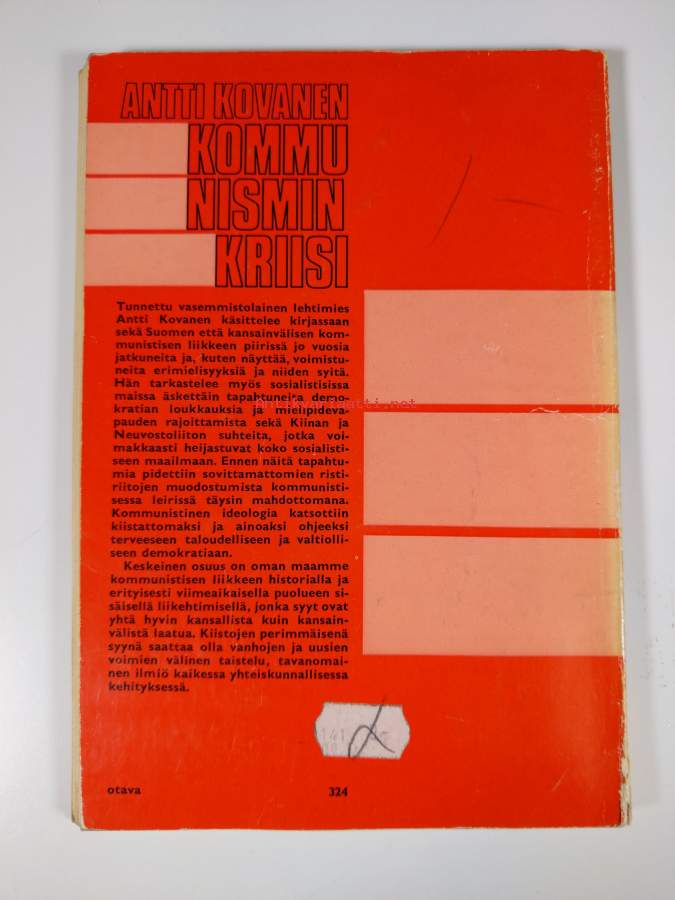 ANTTI KOVANEN
KOMMU
NISMIN
KRIISI
Tunnettu vasemmistolainen lehtimies
Antti Kovanen käsittelee kirjassaan
sekä Suomen että kansainvälisen kom-
munistisen liikkeen piirissä jo vuosia
jatkuneita ja, kuten näyttää, voimistu-
neita erimielisyyksiä ja niiden syitä.
Hän tarkastelee myös sosialistisissa
maissa äskettäin tapahtuneita demo-
kratian loukkauksia ja mielipideva-
pauden rajoittamista sekä Kiinan ja
Neuvostoliiton suhteita, jotka voi-
makkaasti heijastuvat koko sosialisti-
seen maailmaan. Ennen näitä tapahtu-
mia pidettiin sovittamattomien risti-
riitojen muodostumista kommunisti-
sessa leirissä täysin mahdottomana.
Kommunistinen ideologia katsottiin
kiistattomaksi ja ainoaksi ohjeeksi
terveeseen taloudelliseen ja valtiolli-
seen demokratiaan.
Keskeinen osuus on oman maamme
kommunistisen liikkeen historialla ja
erityisesti viimeaikaisella puolueen si-
säisellä liikehtimisellä, jonka syyt ovat
yhtä hyvin kansallista kuin kansain-
välistä laatua. Kiistojen perimmäisenä
syynä saattaa olla vanhojen ja uusien
voimien välinen taistelu, tavanomai-
nen ilmiö kaikessa yhteiskunnallisessa
kehityksessä.
141
otava
324